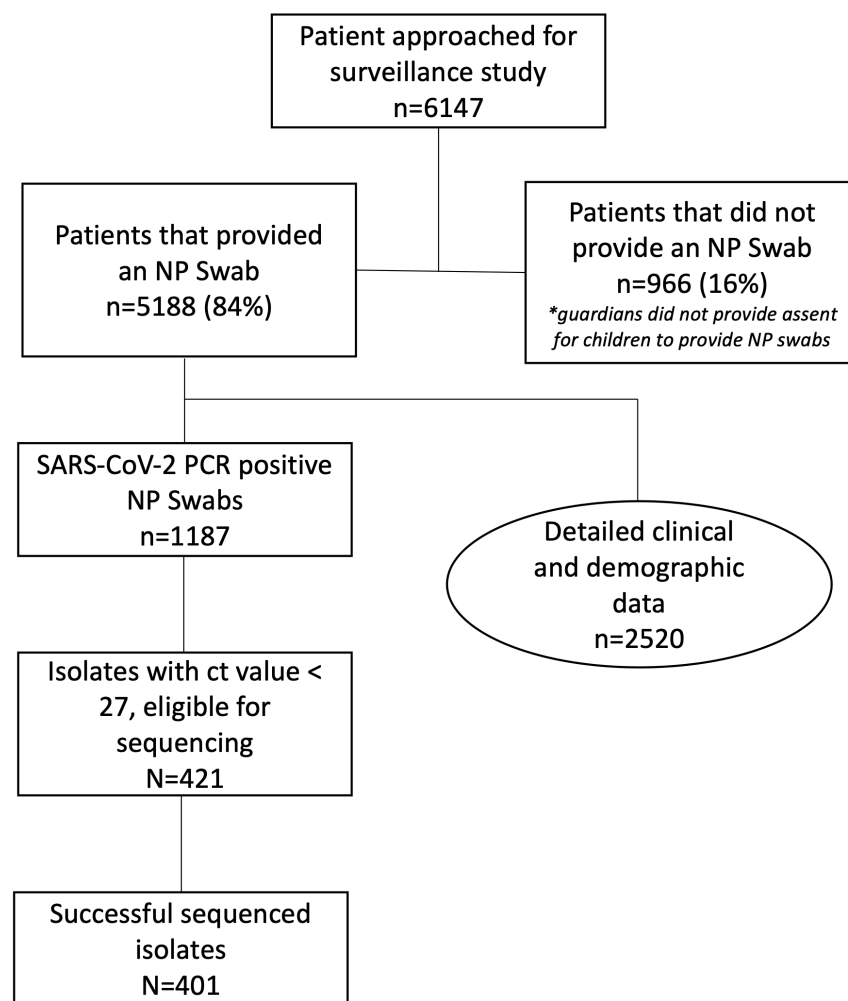 Patient approached for
surveillance study
n=6147
Patients that provided
an NP Swab
n=5188 (84%)
Patients that did not
provide an NP Swab
n=966 (16%)
*guardians did not provide assent
for children to provide NP swabs
SARS-CoV-2 PCR positive
NP Swabs
n=1187
Detailed clinical
and demographic
data
n=2520
Isolates with ct value <
27, eligible for
sequencing
N=421
Successful sequenced
isolates
N=401